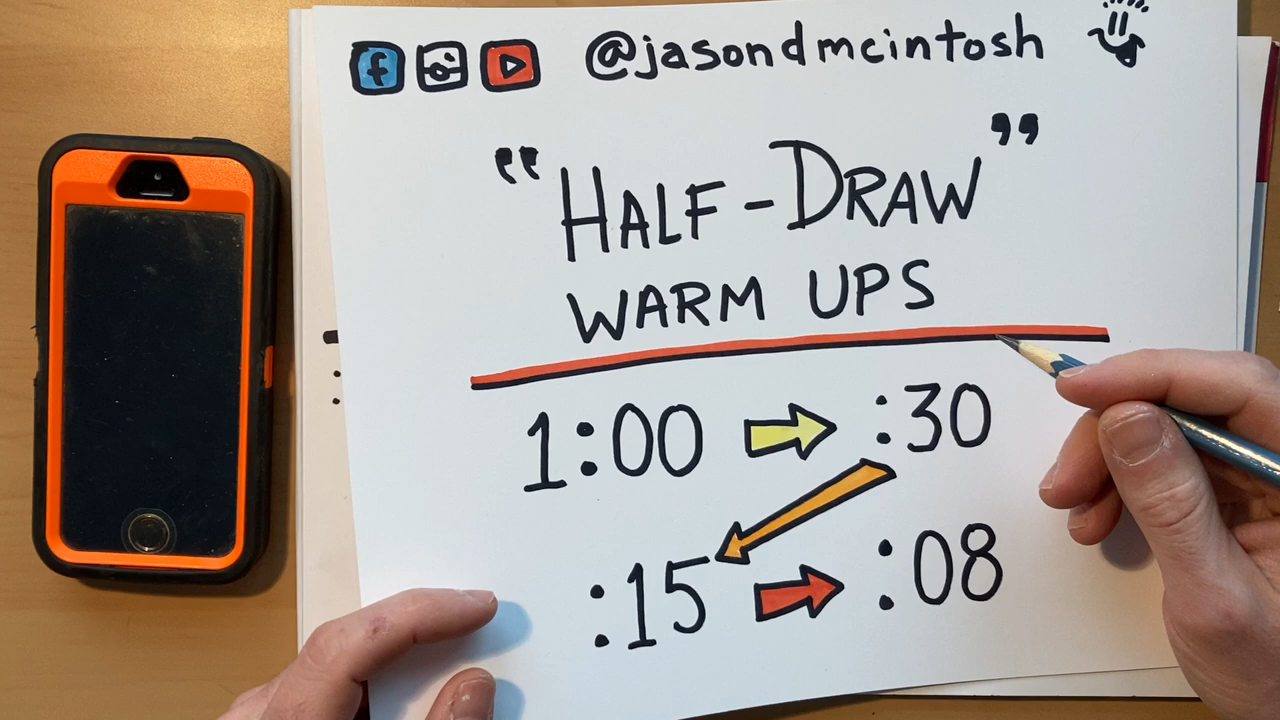 f @jasondmcintosh
"HALF-DRAW"
WARM UPS
1:00 :30
:15 :08